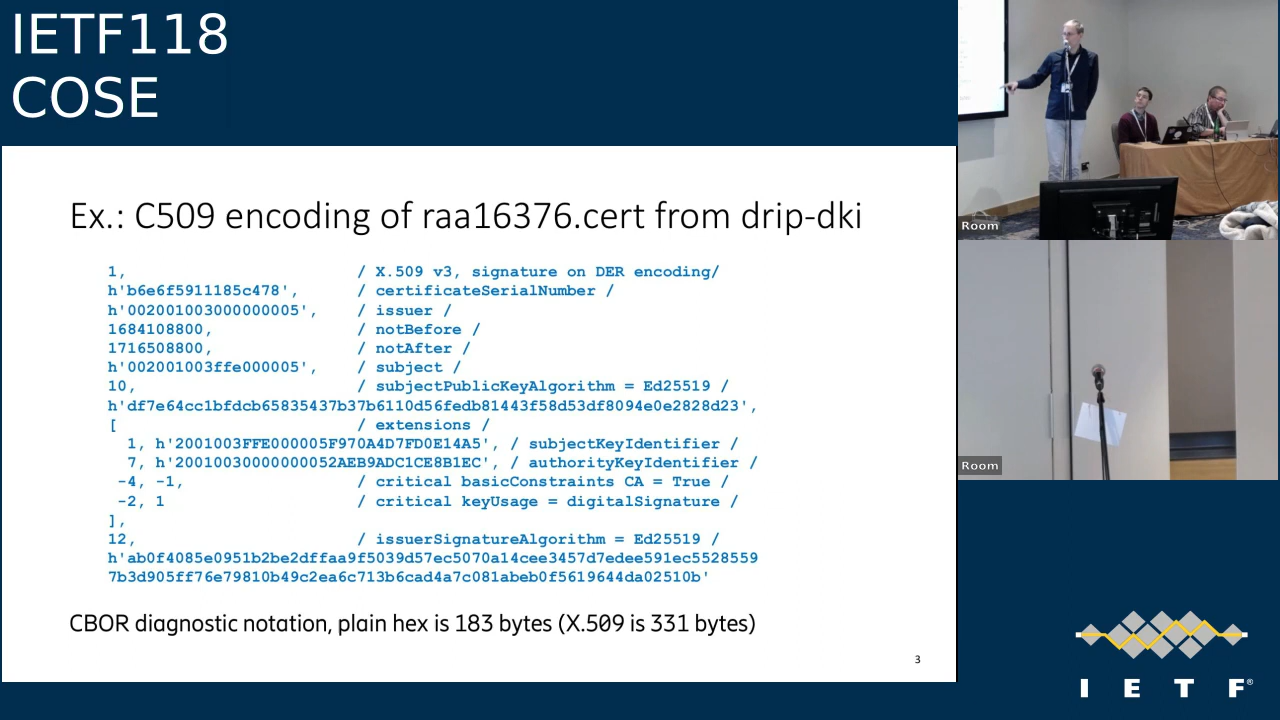 IETF118
COSE
Ex.: C509 encoding of raa16376.cert from drip-dki
1, / X.509 v3, signature on DER encoding/
h'b6e6f5911185c478', / certificateSerialNumber /
h'002001003000000005', / issuer /
1684108800, / notBefore /
1716508800, / notAfter /
h'002001003ffe000005', / subject /
10, / subjectPublicKeyAlgorithm = Ed25519 /
h'df7e64cc1bfdcb65835437b37b6110d56fedb81443f58d53df8094e0e2828d23',
[ / extensions /
1, h'2001003FFE000005F970A4D7FD0E14A5', / subjectKeyIdentifier /
7, h'20010030000000052AEB9ADC1CE8B1EC', / authorityKeyIdentifier /
-4, -1, / critical basicConstraints CA = True /
-2, 1 / critical keyUsage = digitalSignature /
],
12, / issuerSignatureAlgorithm = Ed25519 /
h'ab0f4085e0951b2be2dffaa9f5039d57ec5070a14cee3457d7edee591ec5528559
7b3d905ff76e79810b49c2ea6c713b6cad4a7c081abeb0f5619644da02510b'
CBOR diagnostic notation, plain hex is 183 bytes (X.509 is 331 bytes)
3
Room
Room
I E T F®